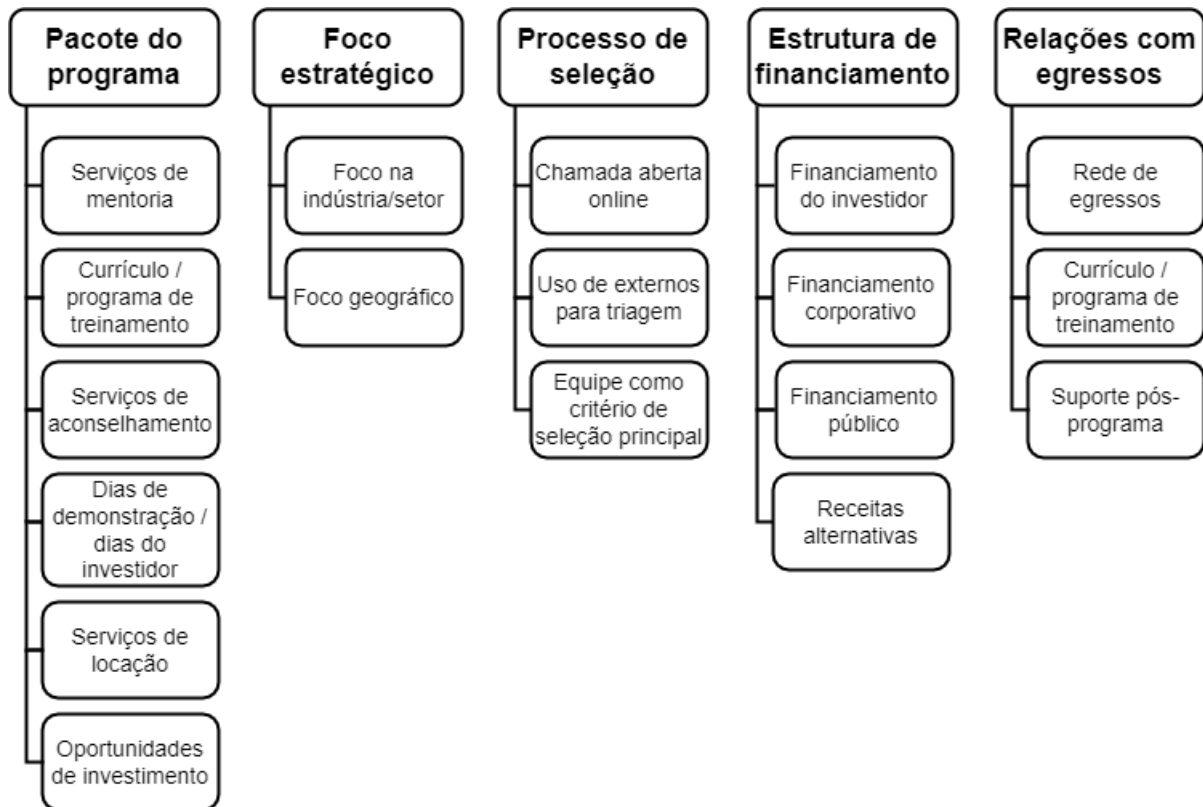 Pacote do
programa
Serviços de
mentoria
Currículo /
programa de
treinamento
Serviços de
aconselhamento
Dias de
demonstração /
dias do
investidor
Serviços de
locação
Oportunidades
de investimento
Foco
estratégico
Foco na
indústria/setor
Foco geográfico
Processo de
seleção
Chamada aberta
online
Uso de externos
para triagem
Equipe como
critério de
seleção principal
Estrutura de
financiamento
Financiamento
do investidor
Financiamento
corporativo
Financiamento
público
Receitas
alternativas
Relações com
egressos
Rede de
egressos
Currículo /
programa de
treinamento
Suporte pós-
programa